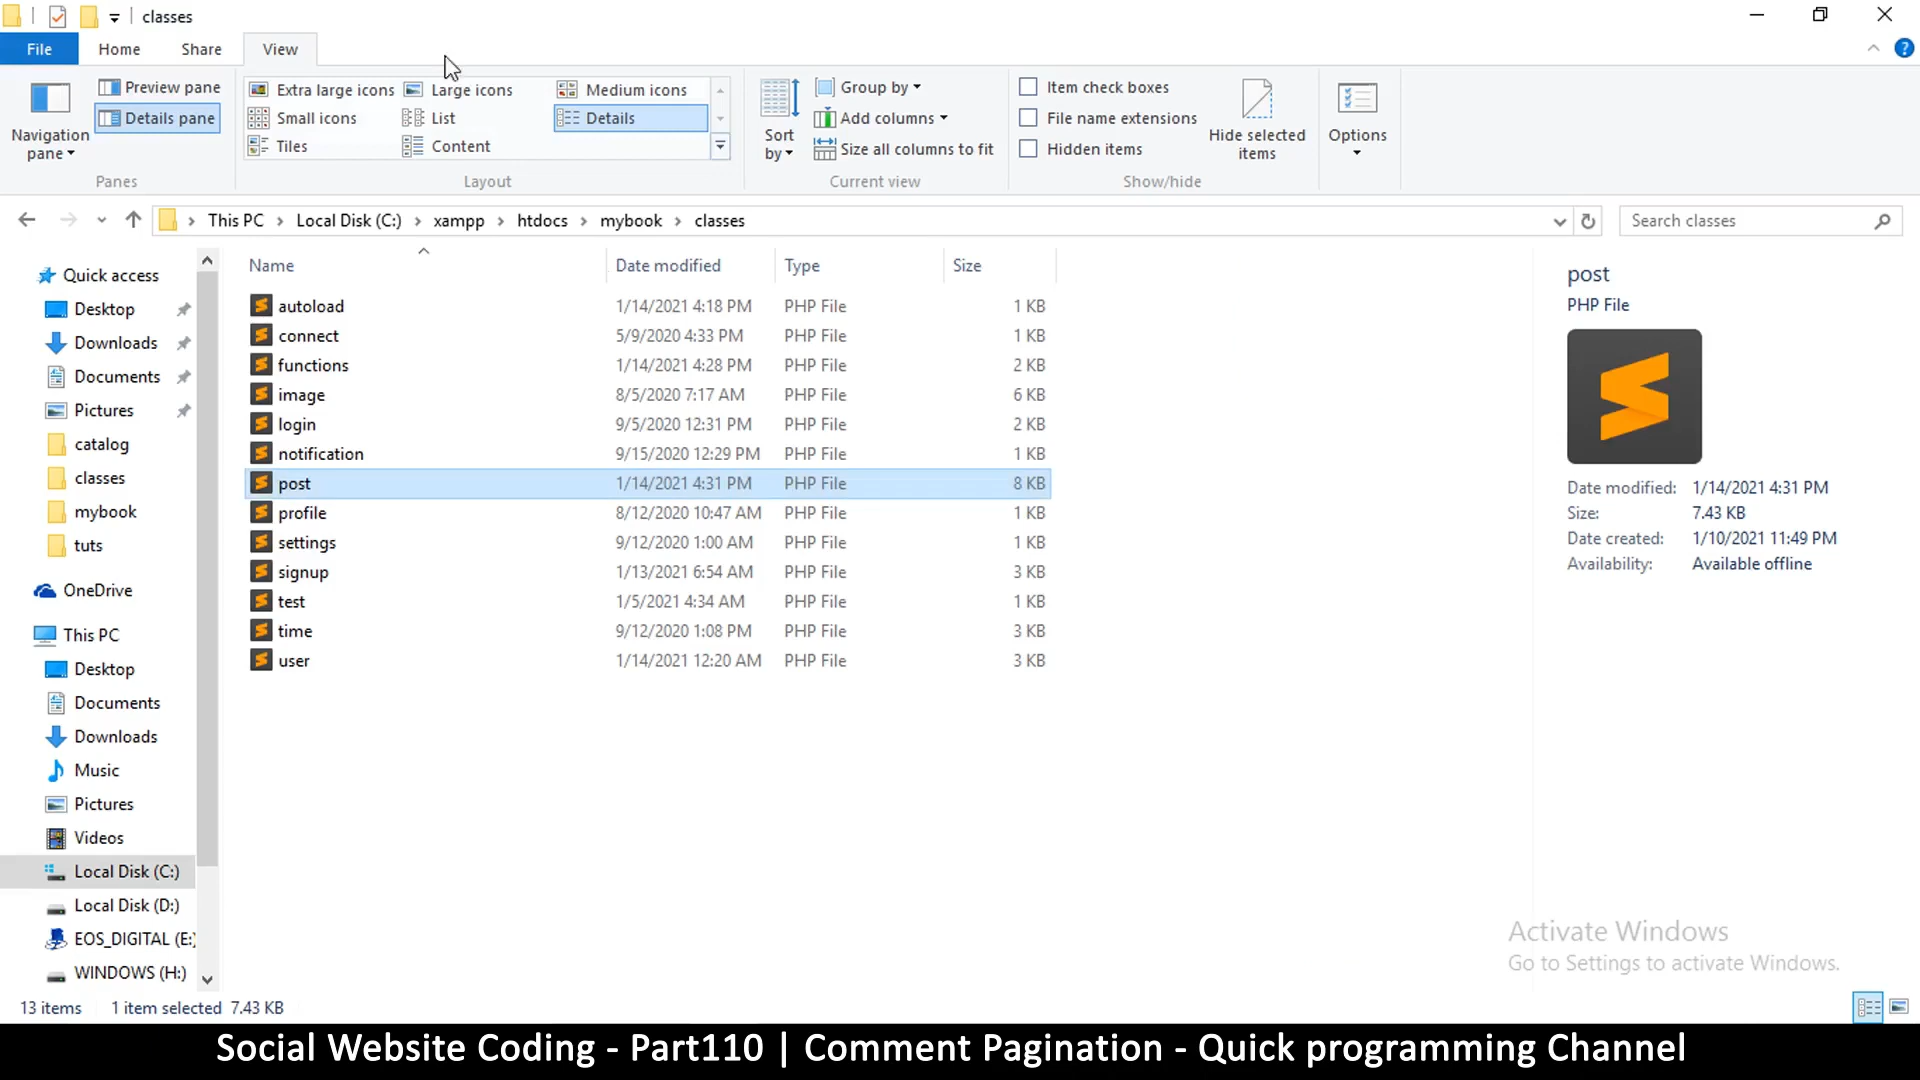 classes
File Home Share View
Navigation pane
Preview pane
Details pane
Panes
Extra large icons Large icons Medium icons
Small icons List Details
Tiles Content
Layout
Sort by
Group by
Add columns
Size all columns to fit
Current view
Item check boxes
File name extensions
Hidden items
Hide selected items
Show/hide
Options
This PC > Local Disk (C:) > xampp > htdocs > mybook > classes
Search classes
Quick access
Desktop
Downloads
Documents
Pictures
catalog
classes
mybook
tuts
OneDrive
This PC
Desktop
Documents
Downloads
Music
Pictures
Videos
Local Disk (C:)
Local Disk (D:)
EOS_DIGITAL (E:)
WINDOWS (H:)
Name Date modified Type Size
autoload 1/14/2021 4:18 PM PHP File 1 KB
connect 5/9/2020 4:33 PM PHP File 1 KB
functions 1/14/2021 4:28 PM PHP File 2 KB
image 8/5/2020 7:17 AM PHP File 6 KB
login 9/5/2020 12:31 PM PHP File 2 KB
notification 9/15/2020 12:29 PM PHP File 1 KB
post 1/14/2021 4:31 PM PHP File 8 KB
profile 8/12/2020 10:47 AM PHP File 1 KB
settings 9/12/2020 1:00 AM PHP File 1 KB
signup 1/13/2021 6:54 AM PHP File 3 KB
test 1/5/2021 4:34 AM PHP File 1 KB
time 9/12/2020 1:08 PM PHP File 3 KB
user 1/14/2021 12:20 AM PHP File 3 KB
post
PHP File
Date modified: 1/14/2021 4:31 PM
Size: 7.43 KB
Date created: 1/10/2021 11:49 PM
Availability: Available offline
Activate Windows
Go to Settings to activate Windows.
13 items 1 item selected 7.43 KB
Social Website Coding - Part110 | Comment Pagination - Quick programming Channel